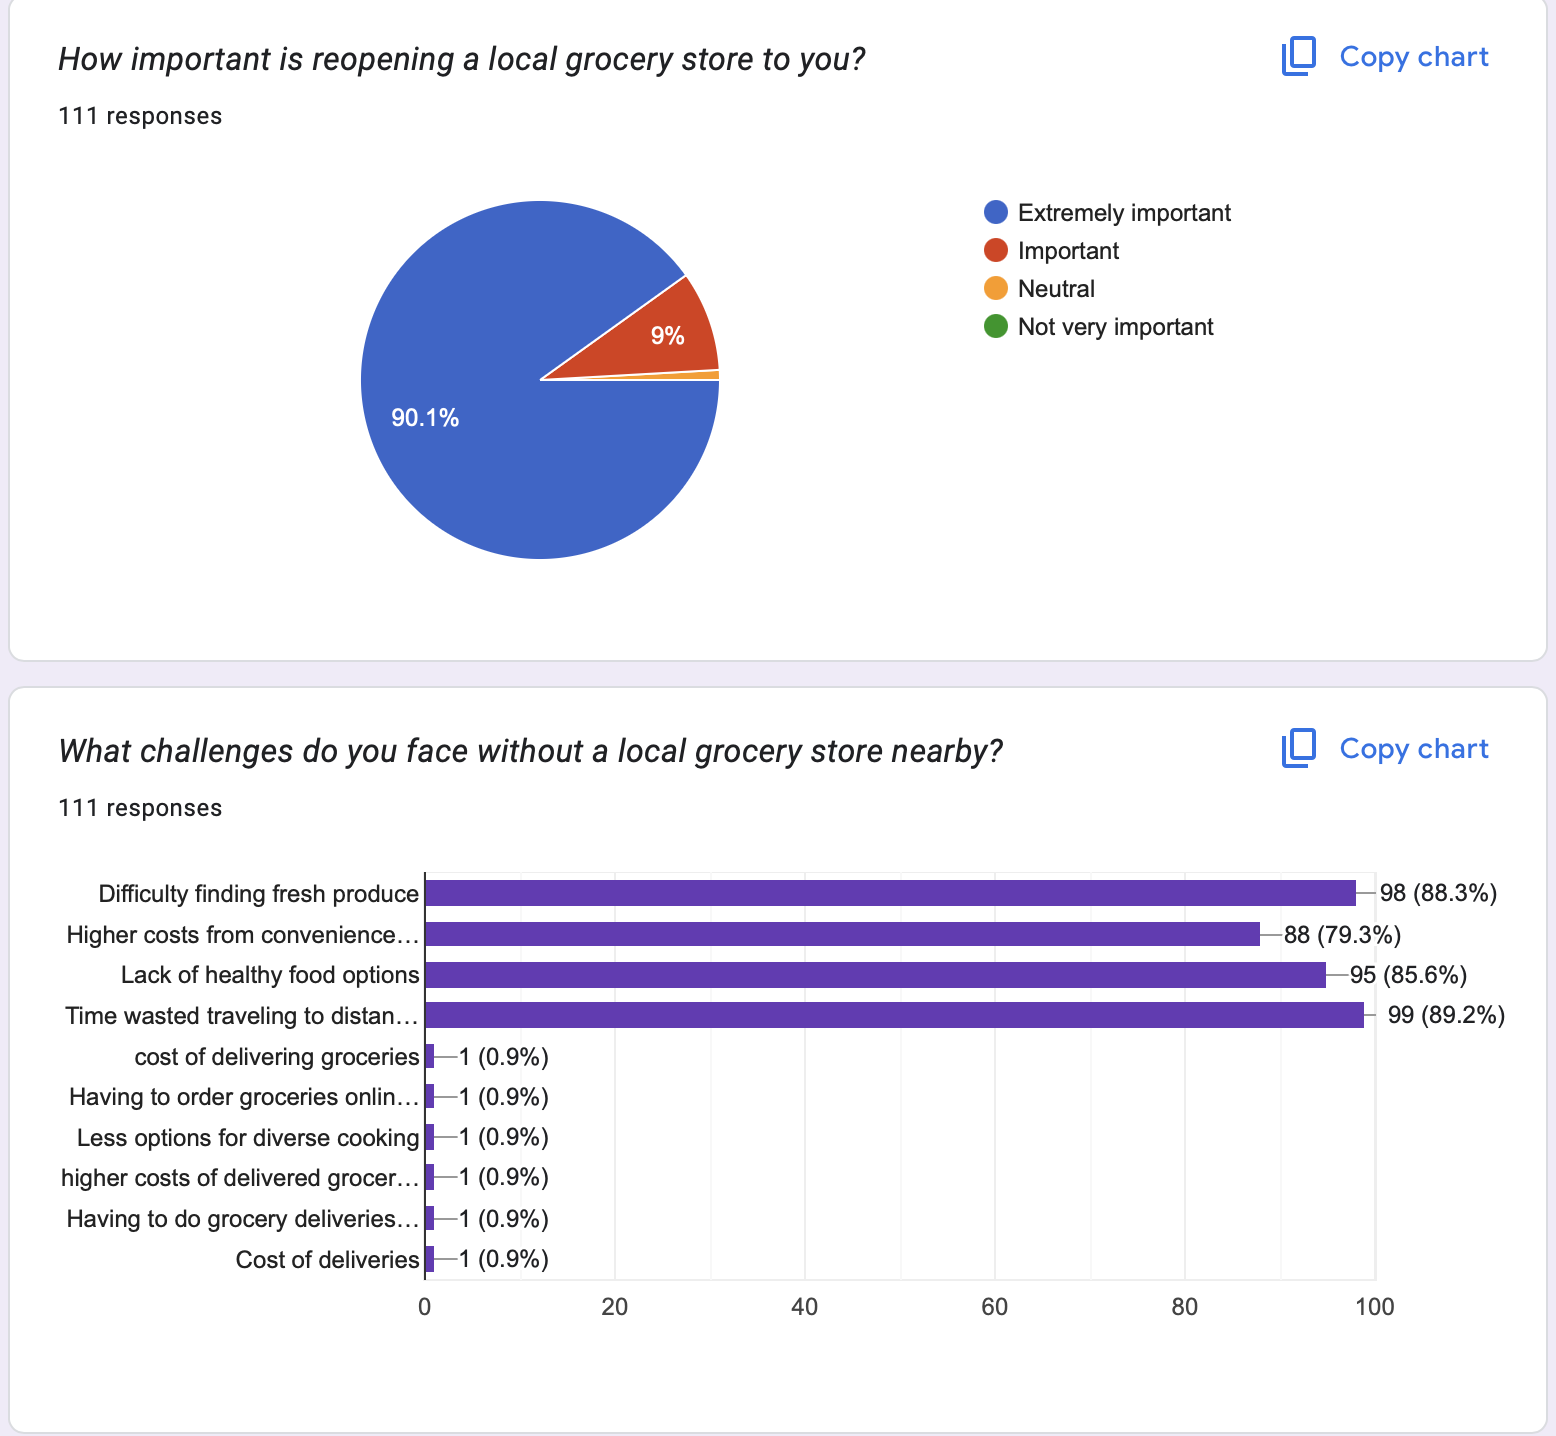 How important is reopening a local grocery store to you?
Copy chart
111 responses
Extremely important
Important
Neutral
Not very important
9%
90.1%
What challenges do you face without a local grocery store nearby?
Copy chart
111 responses
Difficulty finding fresh produce 98 (88.3%)
Higher costs from convenience... 88 (79.3%)
Lack of healthy food options 95 (85.6%)
Time wasted traveling to distan... 99 (89.2%)
cost of delivering groceries 1 (0.9%)
Having to order groceries onlin... 1 (0.9%)
Less options for diverse cooking 1 (0.9%)
higher costs of delivered grocer... 1 (0.9%)
Having to do grocery deliveries... 1 (0.9%)
Cost of deliveries 1 (0.9%)
0 20 40 60 80 100